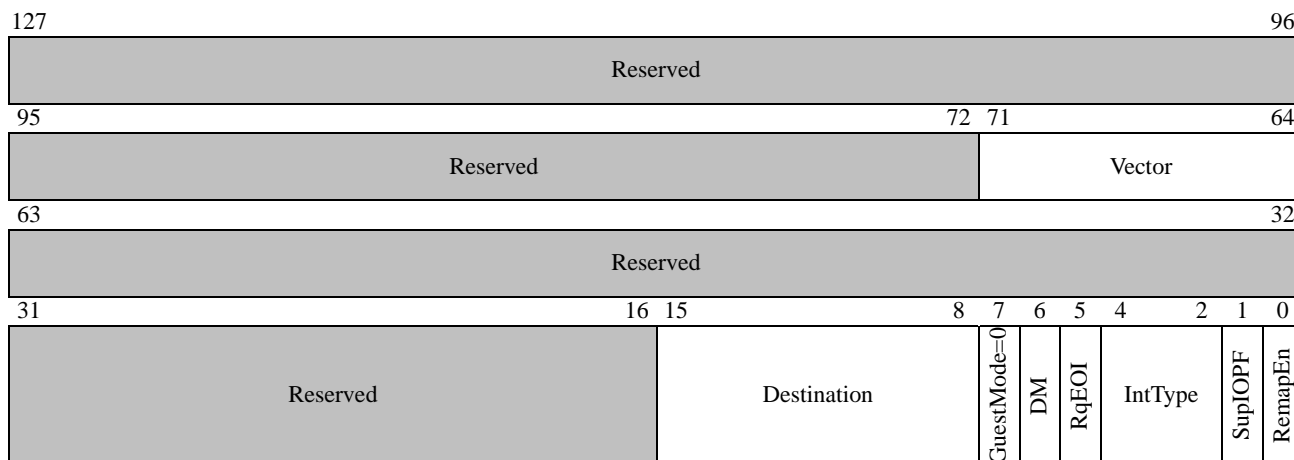 127 96
Reserved
95 72 71 64
Reserved Vector
63 32
Reserved
31 16 15 8 7 6 5 4 2 1 0
Reserved Destination GuestMode=0 DM RqEOI IntType SupIOPF RemapEn